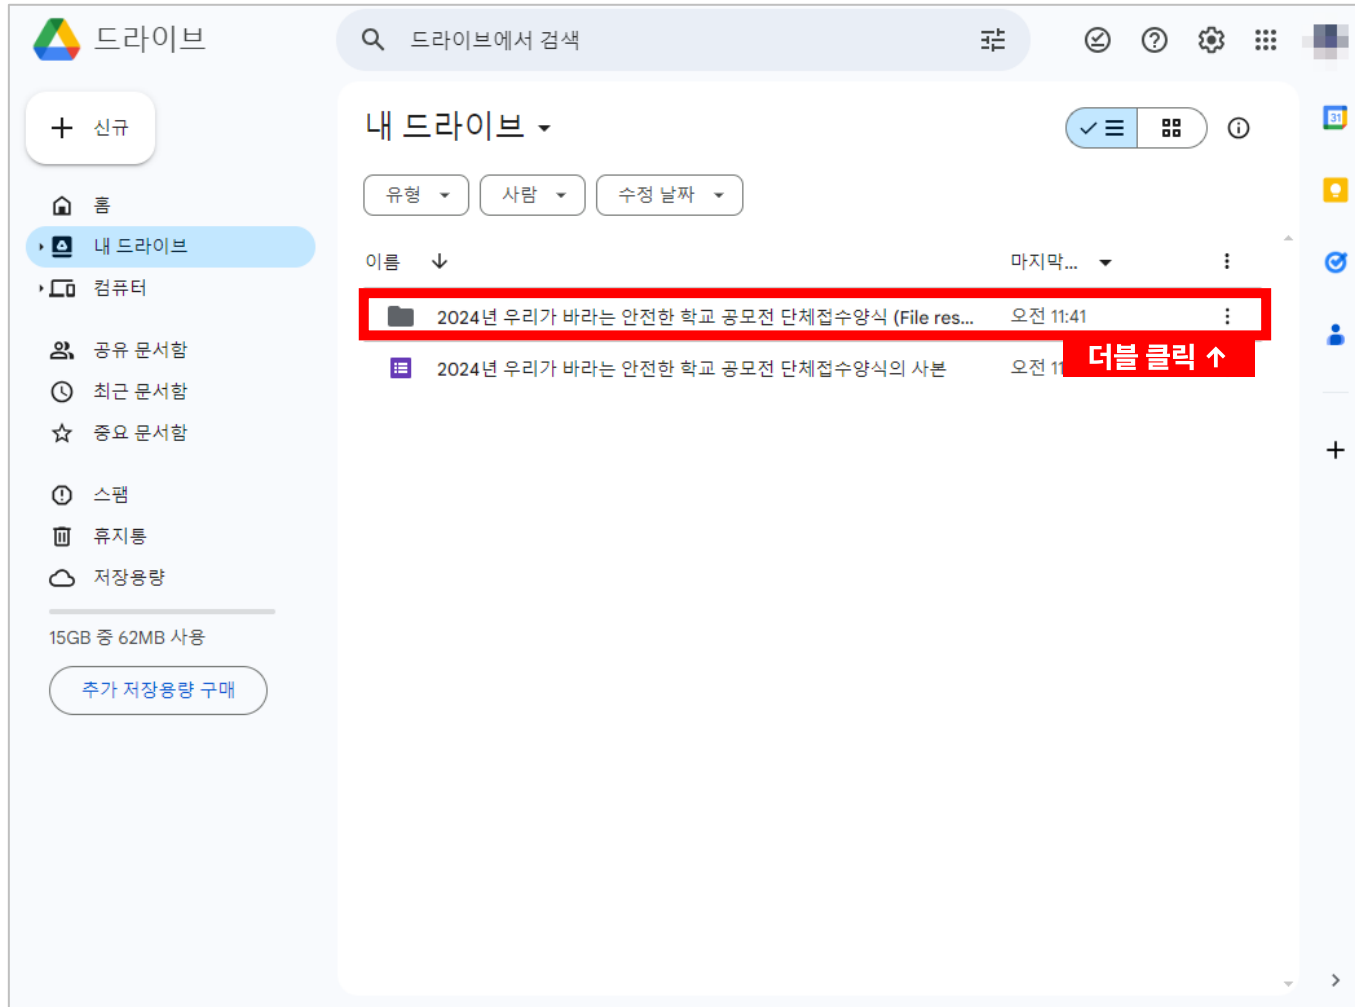 드라이브
드라이브에서 검색
신규
내 드라이브
31
유형
사람
수정 날짜
홈
내 드라이브
컴퓨터
이름
마지막...
2024년 우리가 바라는 안전한 학교 공모전 단체접수양식 (File res...
오전 11:41
더블 클릭 ↑
2024년 우리가 바라는 안전한 학교 공모전 단체접수양식의 사본
오전 11
공유 문서함
최근 문서함
중요 문서함
스팸
휴지통
저장용량
15GB 중 62MB 사용
추가 저장용량 구매